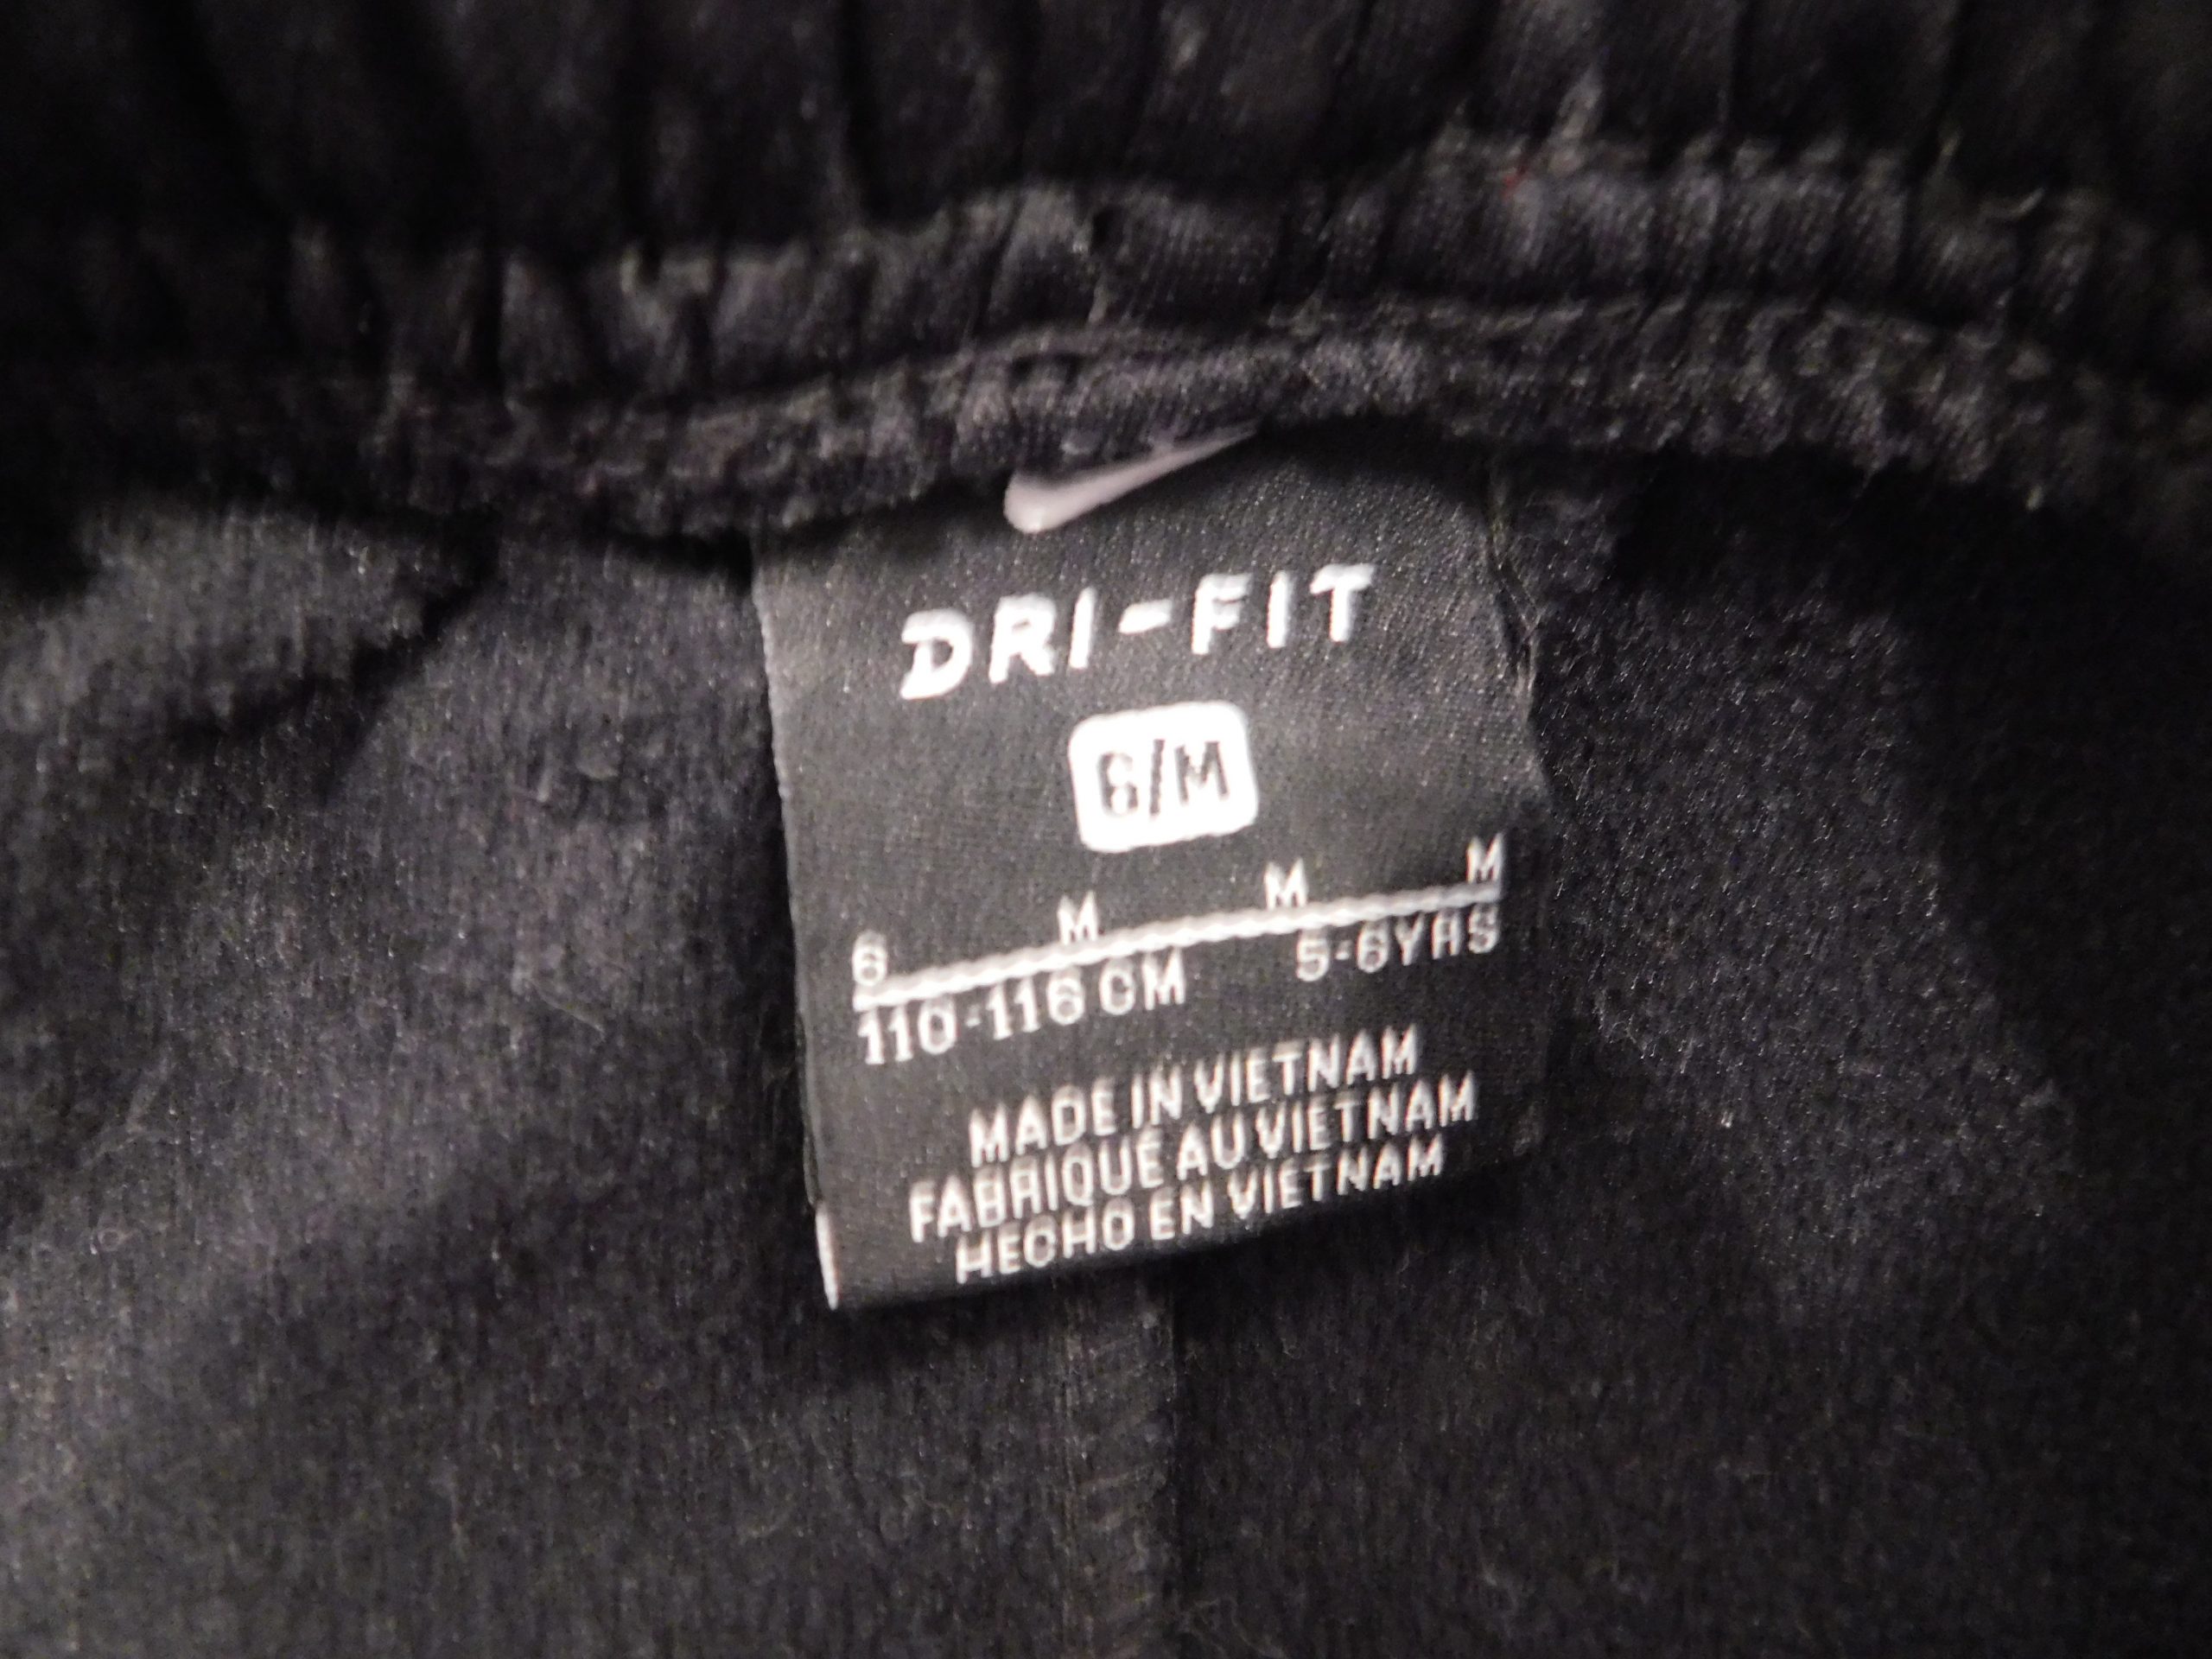 DRI-FIT
6/M
6 M M M
110-116 CM 5-6YRS
MADE IN VIETNAM
FABRIQUÉ AU VIETNAM
HECHO EN VIETNAM